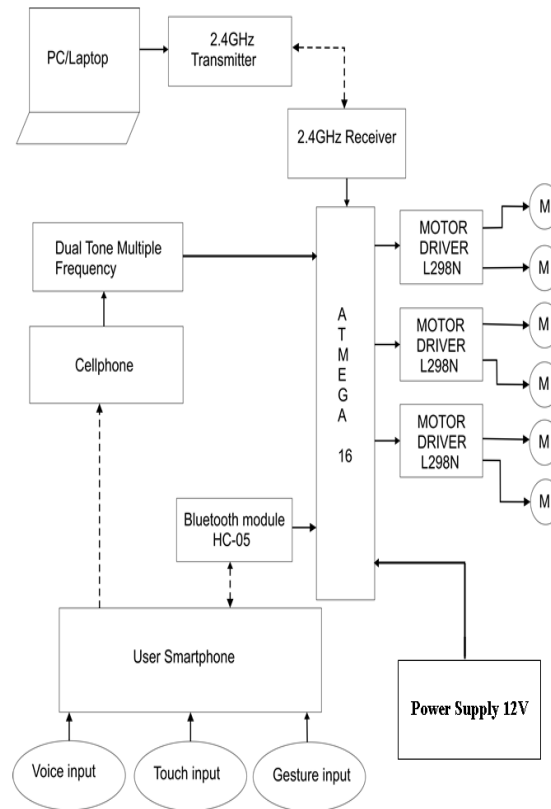 PC/Laptop
2.4GHz
Transmitter
2.4GHz Receiver
Dual Tone Multiple
Frequency
Cellphone
A
T
M
E
G
A
16
MOTOR
DRIVER
L298N
M
M
MOTOR
DRIVER
L298N
M
M
MOTOR
DRIVER
L298N
M
M
Bluetooth module
HC-05
User Smartphone
Power Supply 12V
Voice input
Touch input
Gesture input